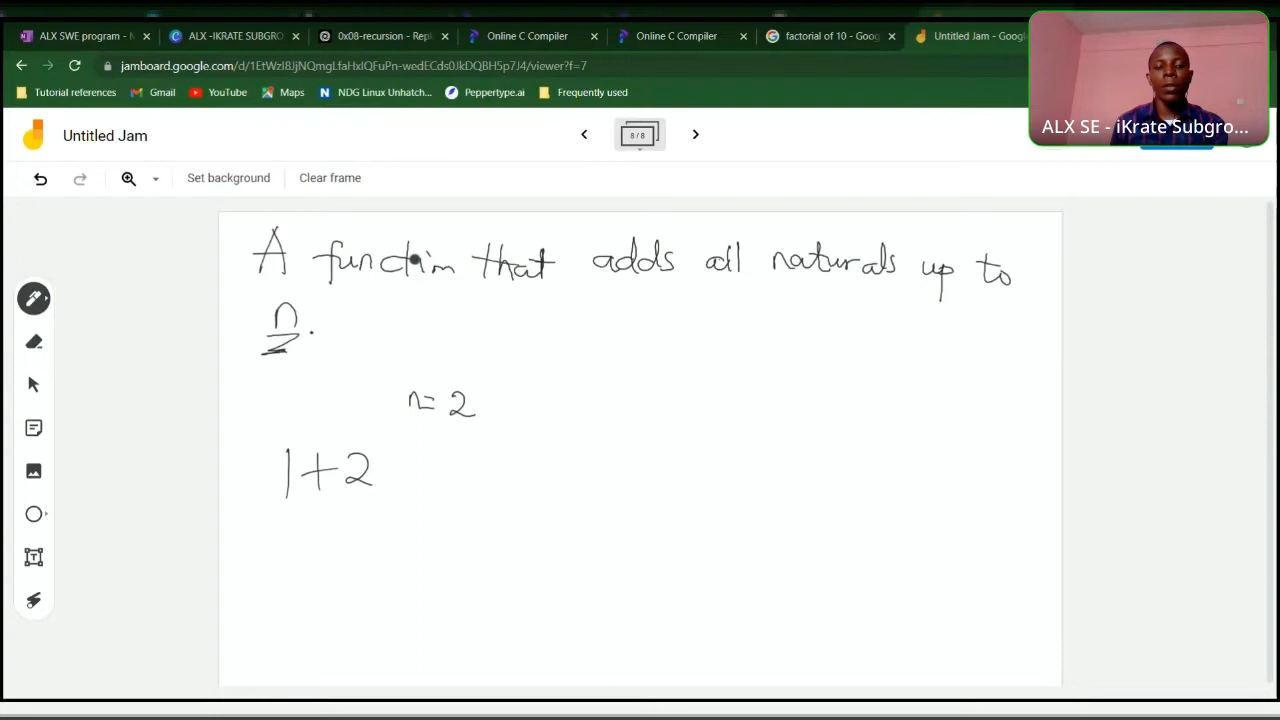 ALX SWE program - M
ALX -IKRATE SUBGRO
0x08-recursion - Repl
Online C Compiler
Online C Compiler
factorial of 10 - Goog
Untitled Jam - Goog
jamboard.google.com/d/1EtWzI8JjNQmgLfaHxlQFuPn-wedECds0JkDQBH5p7J4/viewer?f=7
Tutorial references
Gmail
YouTube
Maps
NDG Linux Unhatch...
Peppertype.ai
Frequently used
ALX SE - iKrate Subgro...
Untitled Jam
8 / 8
Set background
Clear frame
A function that adds all naturals up to
n.
n= 2
1+2